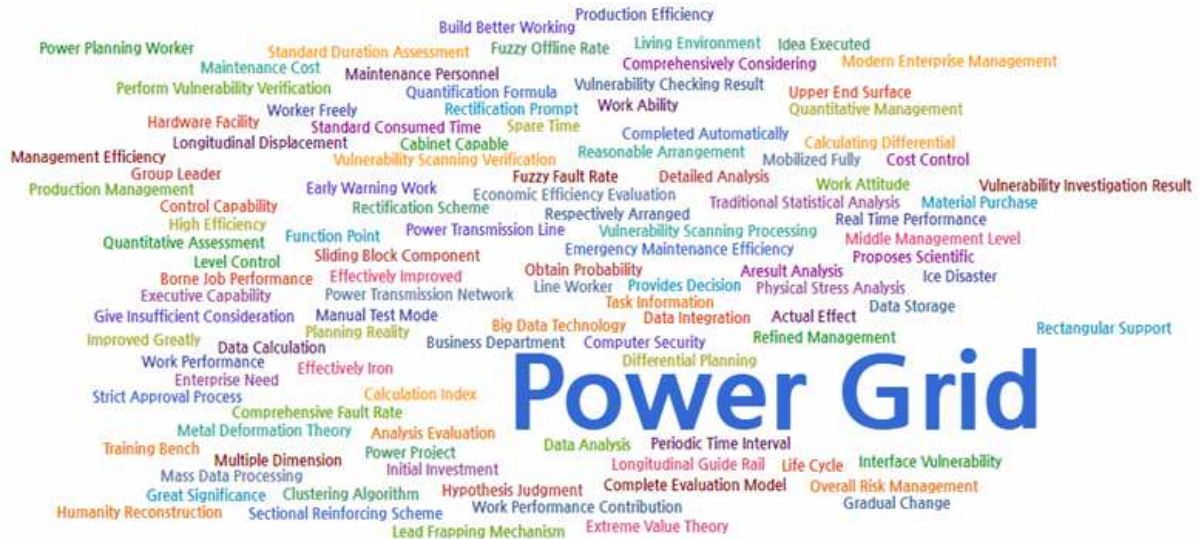 Production Efficiency
Build Better Working
Power Planning Worker
Standard Duration Assessment
Fuzzy Offline Rate
Living Environment
Idea Executed
Maintenance Cost
Maintenance Personnel
Comprehensively Considering
Modern Enterprise Management
Perform Vulnerability Verification
Quantification Formula
Vulnerability Checking Result
Upper End Surface
Worker Freely
Rectification Prompt
Work Ability
Quantitative Management
Hardware Facility
Standard Consumed Time
Spare Time
Completed Automatically
Calculating Differential
Longitudinal Displacement
Cabinet Capable
Reasonable Arrangement
Mobilized Fully
Cost Control
Management Efficiency
Vulnerability Scanning Verification
Group Leader
Fuzzy Fault Rate
Detailed Analysis
Work Attitude
Vulnerability Investigation Result
Production Management
Early Warning Work
Economic Efficiency Evaluation
Traditional Statistical Analysis
Material Purchase
Control Capability
Rectification Scheme
Respectively Arranged
Real Time Performance
High Efficiency
Function Point
Power Transmission Line
Vulnerability Scanning Processing
Middle Management Level
Quantitative Assessment
Emergency Maintenance Efficiency
Level Control
Sliding Block Component
Proposes Scientific
Borne Job Performance
Effectively Improved
Obtain Probability
Aresult Analysis
Ice Disaster
Executive Capability
Power Transmission Network
Line Worker
Provides Decision
Physical Stress Analysis
Task Information
Data Storage
Give Insufficient Consideration
Manual Test Mode
Big Data Technology
Data Integration
Actual Effect
Rectangular Support
Improved Greatly
Planning Reality
Data Calculation
Business Department
Computer Security
Refined Management
Work Performance
Effectively Iron
Differential Planning
Enterprise Need
Power Grid
Strict Approval Process
Calculation Index
Comprehensive Fault Rate
Metal Deformation Theory
Analysis Evaluation
Data Analysis
Periodic Time Interval
Training Bench
Multiple Dimension
Power Project
Longitudinal Guide Rail
Life Cycle
Interface Vulnerability
Mass Data Processing
Initial Investment
Great Significance
Clustering Algorithm
Hypothesis Judgment
Complete Evaluation Model
Overall Risk Management
Humanity Reconstruction
Sectional Reinforcing Scheme
Work Performance Contribution
Gradual Change
Lead Frapping Mechanism
Extreme Value Theory